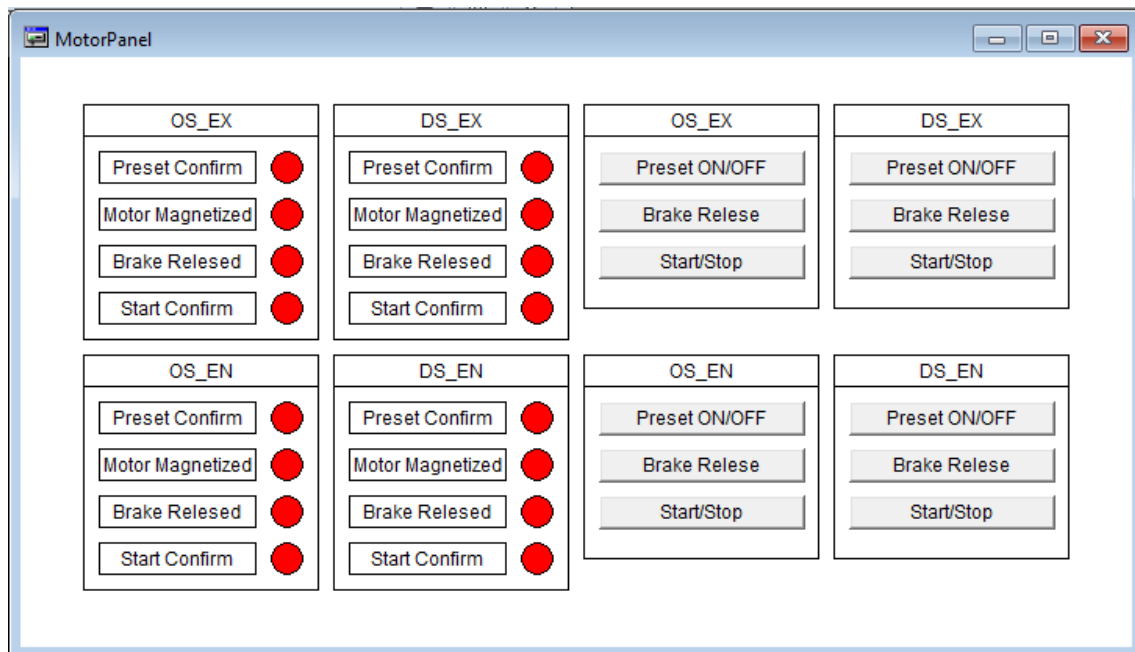 MotorPanel
OS_EX
Preset Confirm
Motor Magnetized
Brake Relesed
Start Confirm
DS_EX
Preset Confirm
Motor Magnetized
Brake Relesed
Start Confirm
OS_EX
Preset ON/OFF
Brake Relese
Start/Stop
DS_EX
Preset ON/OFF
Brake Relese
Start/Stop
OS_EN
Preset Confirm
Motor Magnetized
Brake Relesed
Start Confirm
DS_EN
Preset Confirm
Motor Magnetized
Brake Relesed
Start Confirm
OS_EN
Preset ON/OFF
Brake Relese
Start/Stop
DS_EN
Preset ON/OFF
Brake Relese
Start/Stop